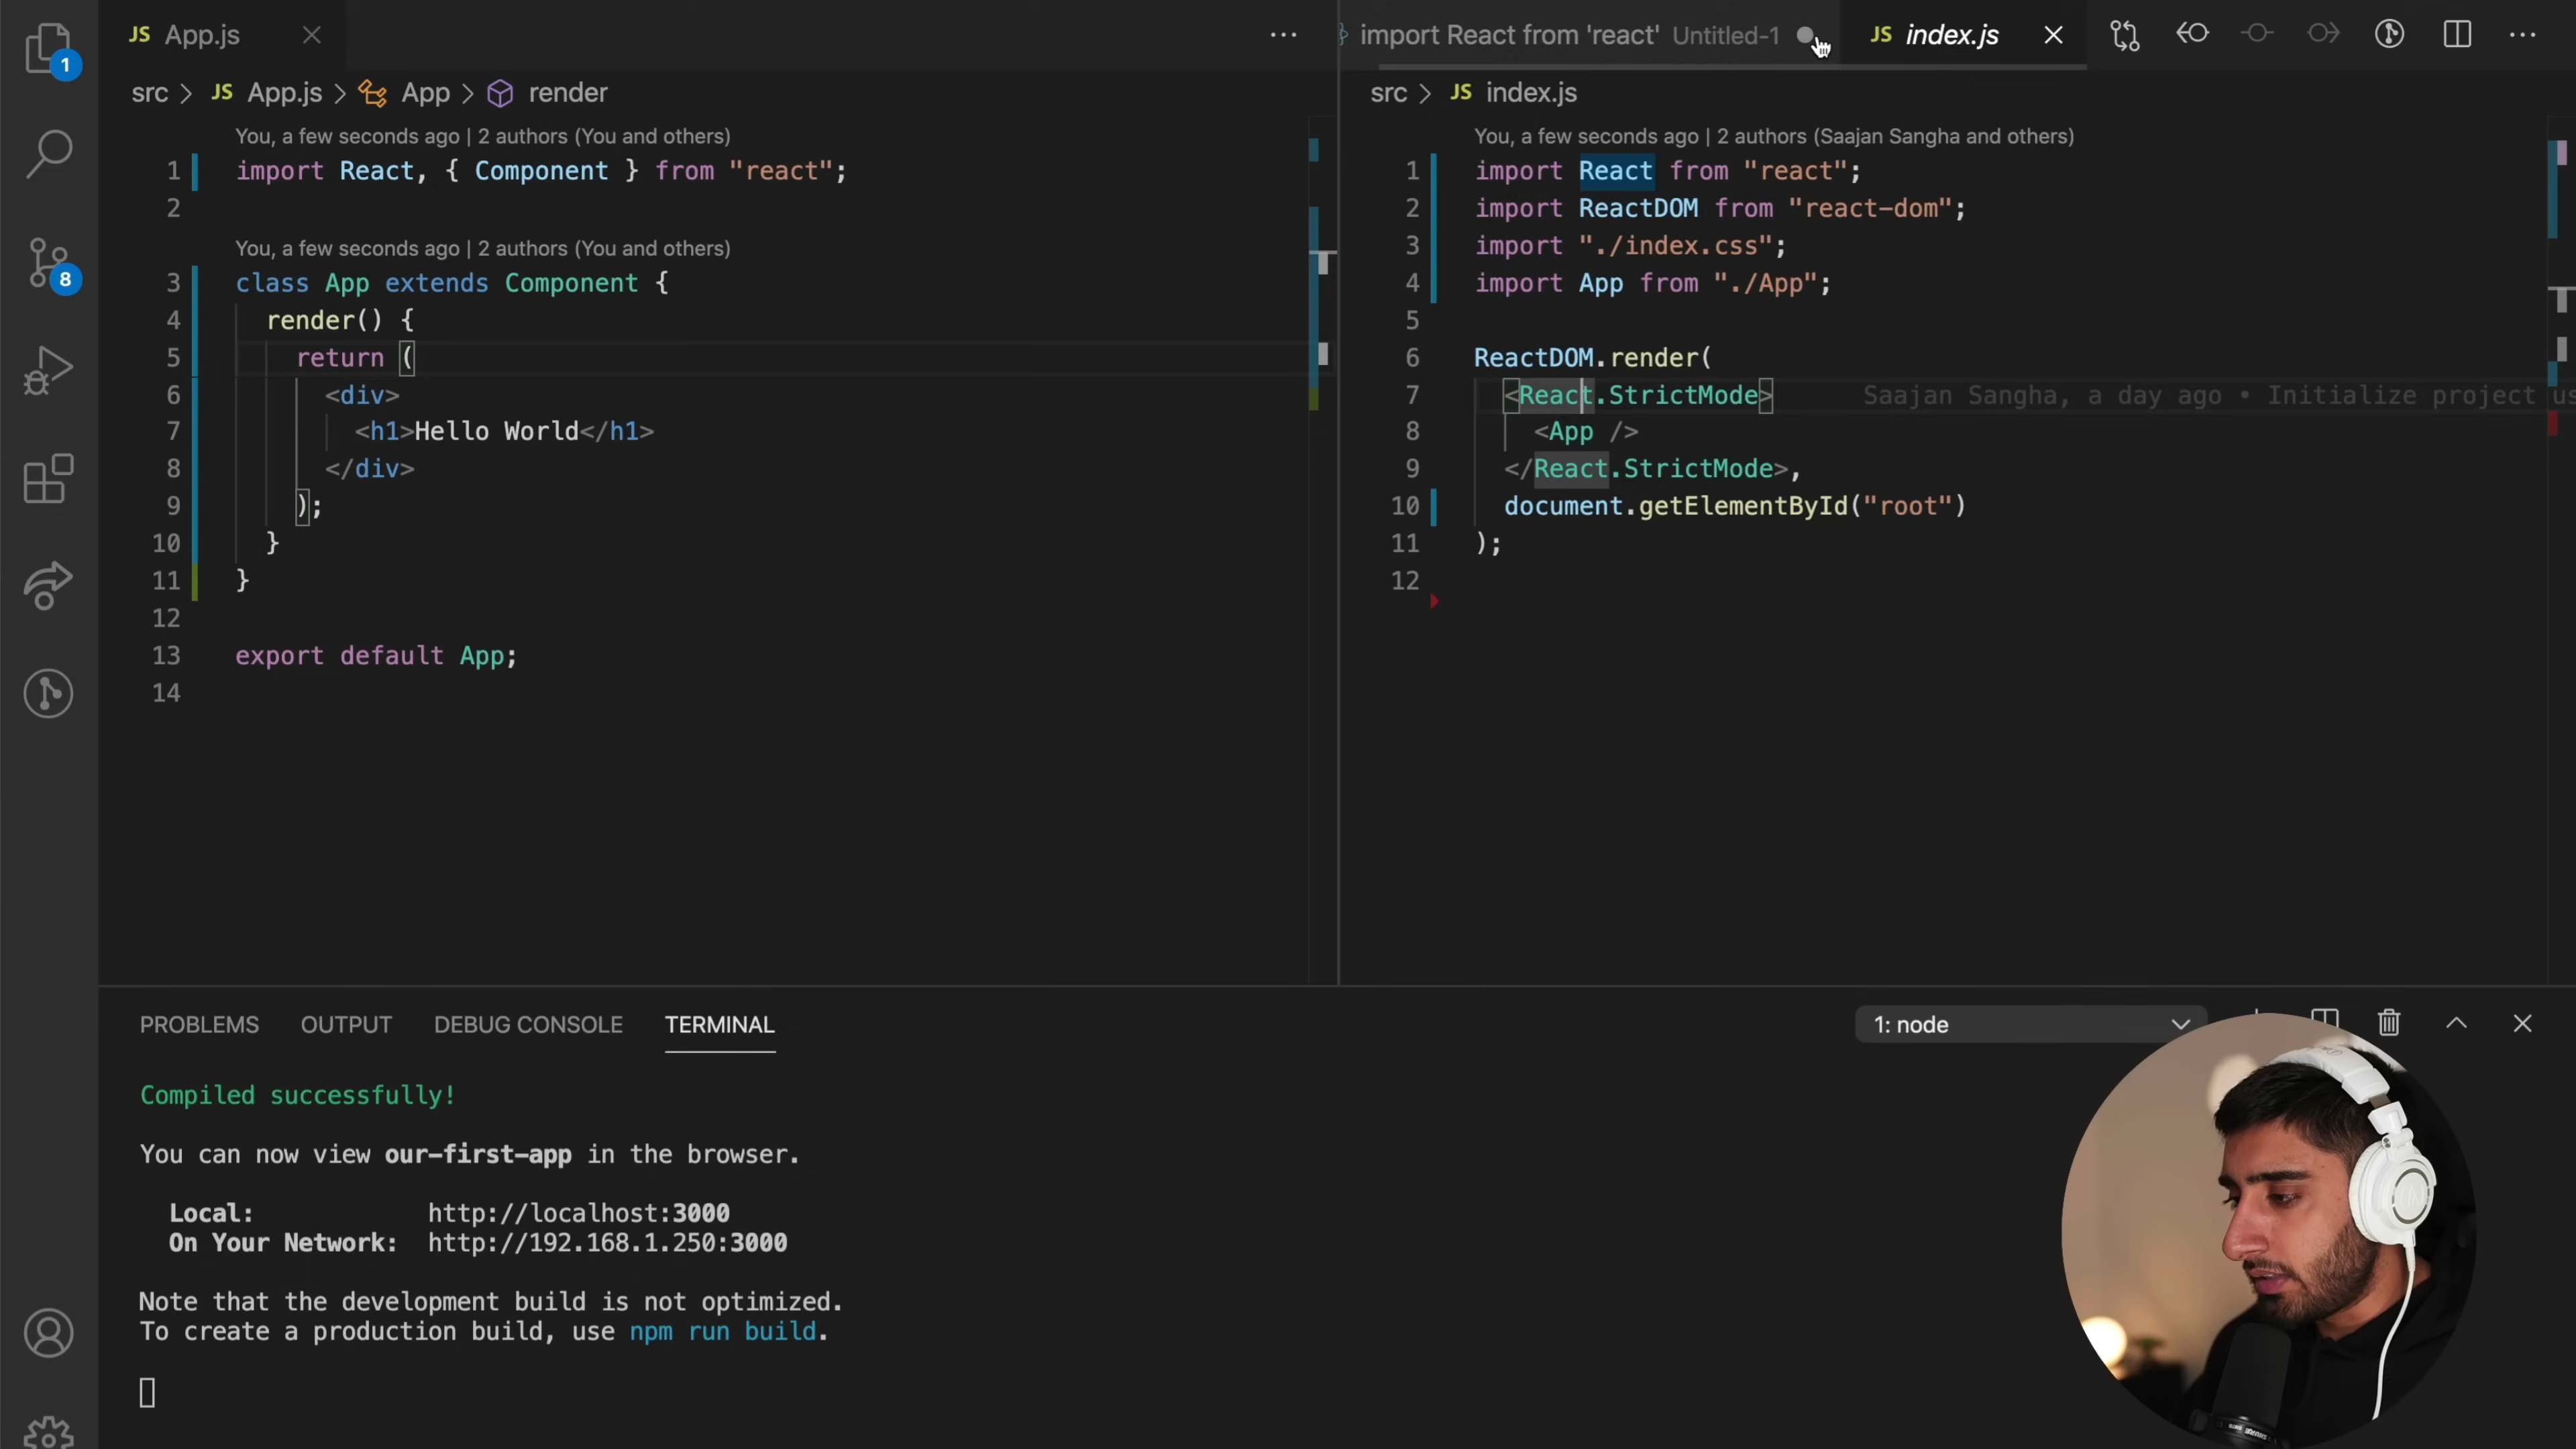 JS App.js
import React from 'react' Untitled-1
JS index.js
src > JS App.js > App > render
src > JS index.js
1
8
You, a few seconds ago | 2 authors (You and others)
1 import React, { Component } from "react";
2
You, a few seconds ago | 2 authors (You and others)
3 class App extends Component {
4 render() {
5 return (
6 <div>
7 <h1>Hello World</h1>
8 </div>
9 );
10 }
11 }
12
13 export default App;
14
You, a few seconds ago | 2 authors (Saajan Sangha and others)
1 import React from "react";
2 import ReactDOM from "react-dom";
3 import "./index.css";
4 import App from "./App";
5
6 ReactDOM.render(
7 <React.StrictMode> Saajan Sangha, a day ago • Initialize project us
8 <App />
9 </React.StrictMode>,
10 document.getElementById("root")
11 );
12
PROBLEMS OUTPUT DEBUG CONSOLE TERMINAL
1: node
Compiled successfully!
You can now view our-first-app in the browser.
Local: http://localhost:3000
On Your Network: http://192.168.1.250:3000
Note that the development build is not optimized.
To create a production build, use npm run build.